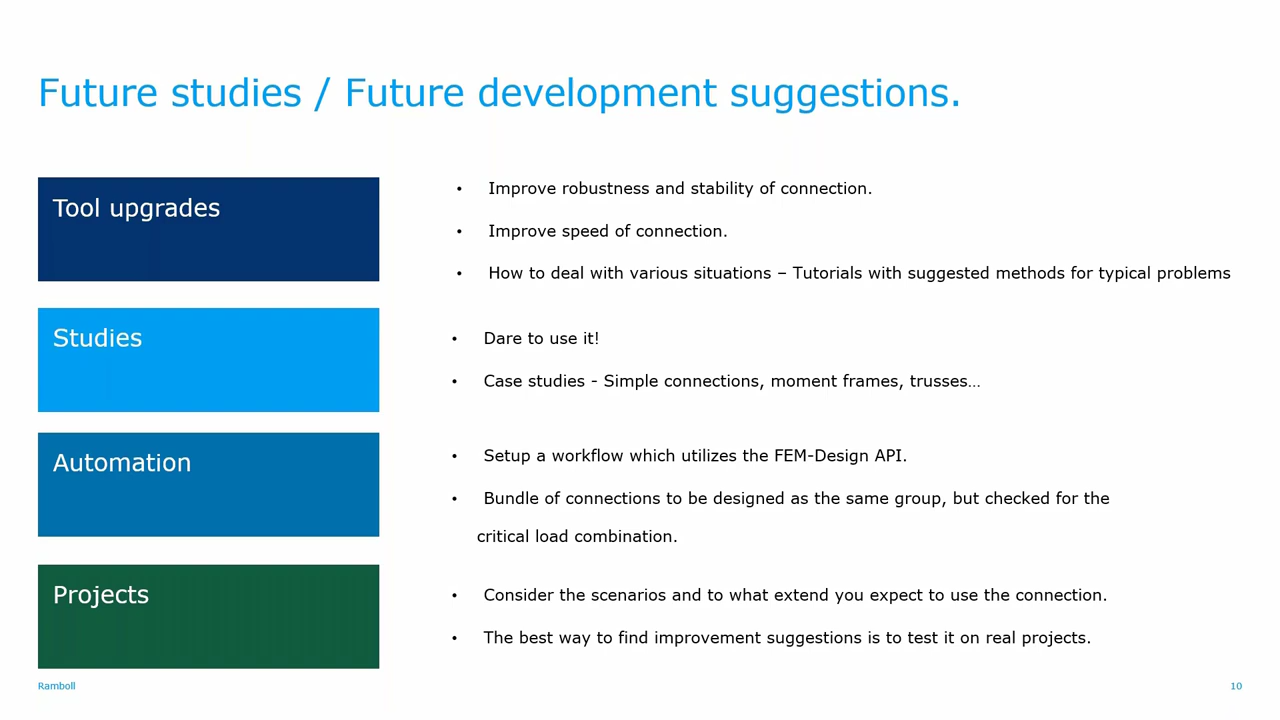 Future studies / Future development suggestions.
Tool upgrades
• Improve robustness and stability of connection.
• Improve speed of connection.
• How to deal with various situations – Tutorials with suggested methods for typical problems
Studies
• Dare to use it!
• Case studies - Simple connections, moment frames, trusses…
Automation
• Setup a workflow which utilizes the FEM-Design API.
• Bundle of connections to be designed as the same group, but checked for the
critical load combination.
Projects
• Consider the scenarios and to what extend you expect to use the connection.
• The best way to find improvement suggestions is to test it on real projects.
Ramboll
10